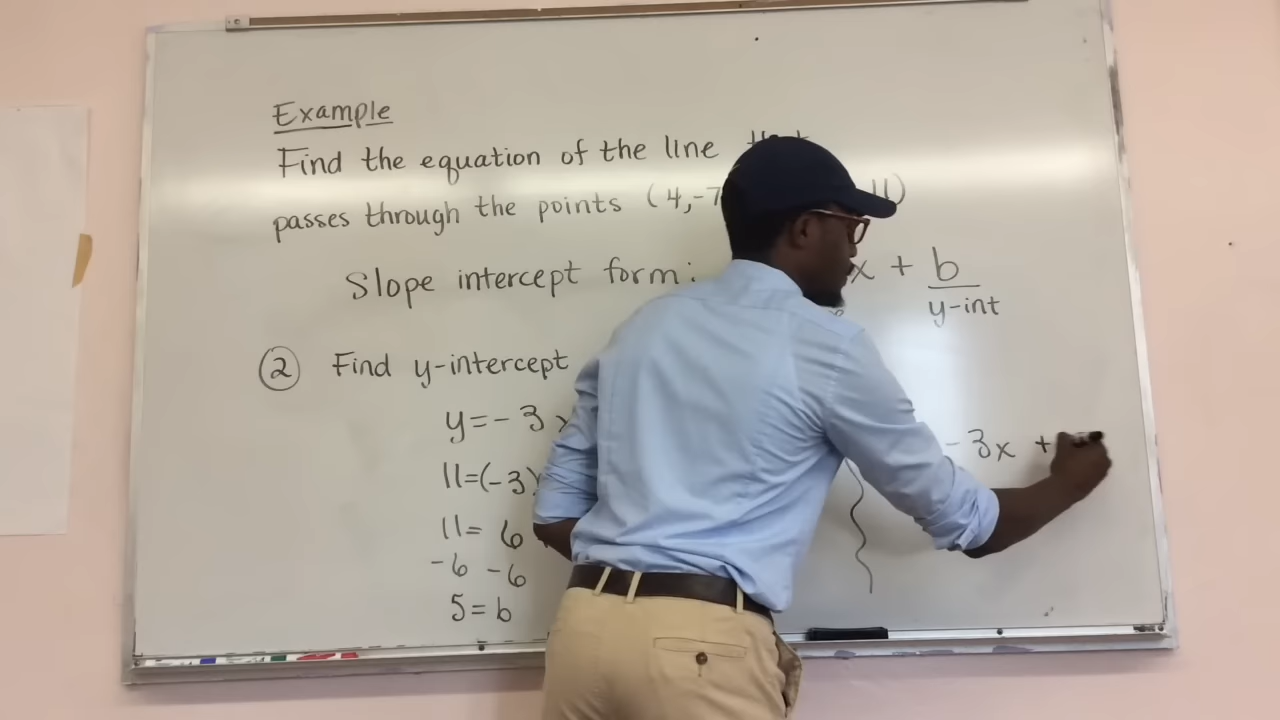 Example
Find the equation of the line
passes through the points (4,-7 11)
Slope intercept form: x + b
y-int
2 Find y-intercept
y=-3
11=(-3)
11= 6
-6 -6
5=b
-3x +